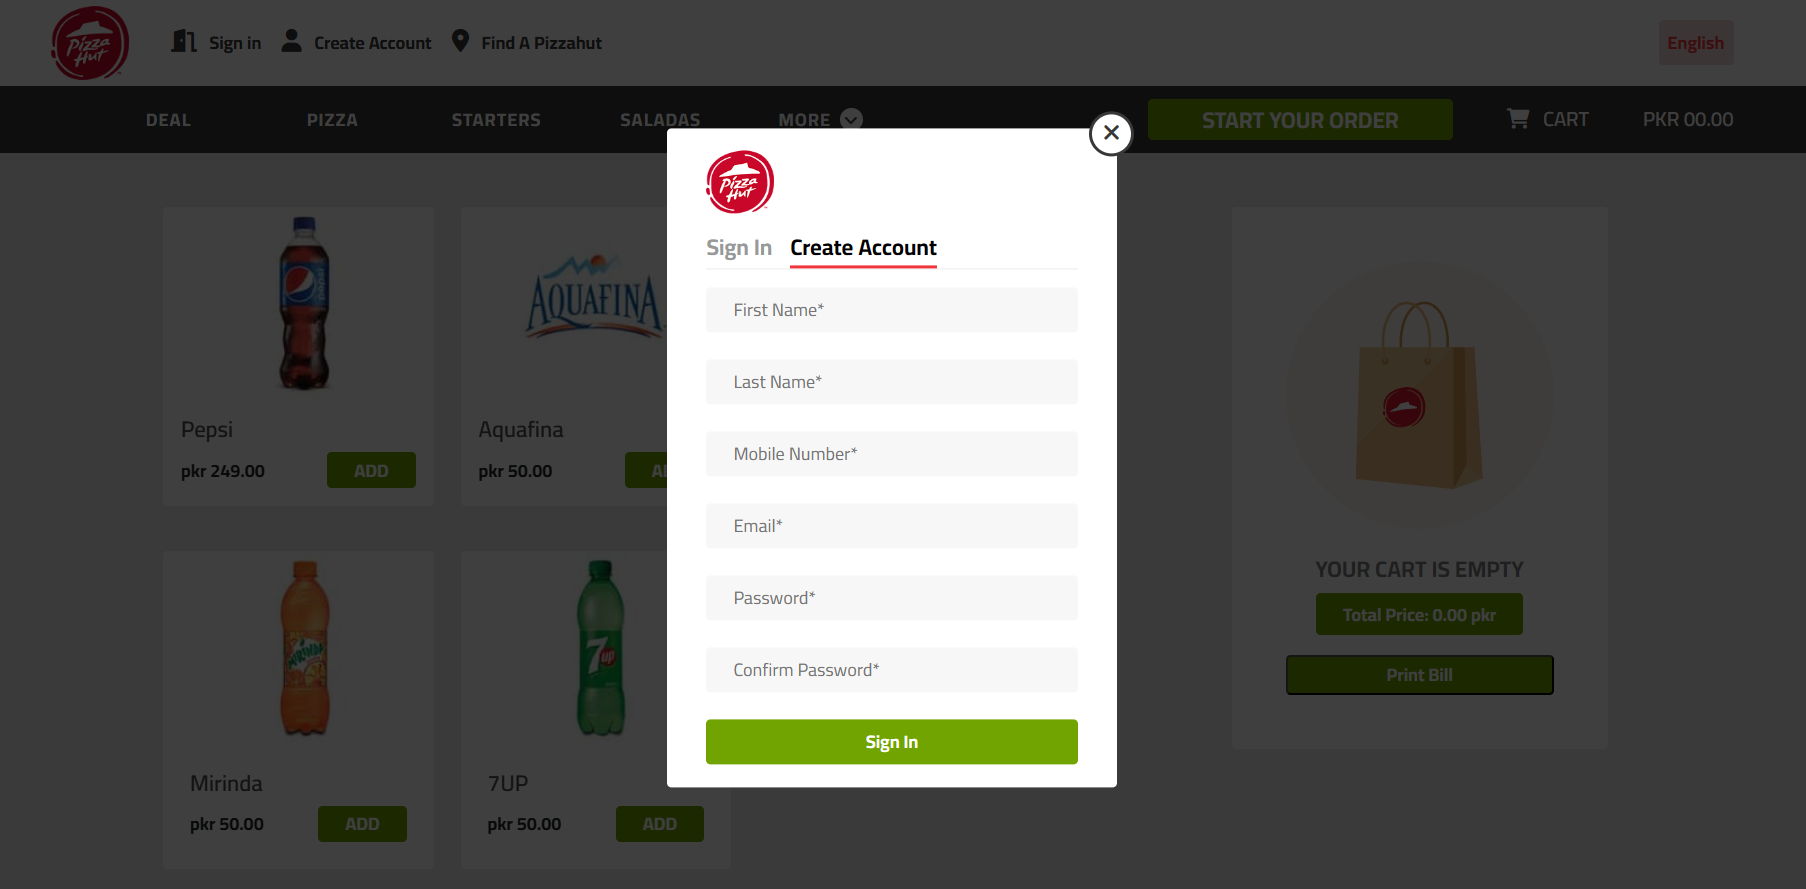 Pizza Hut
Sign in
Create Account
Find A Pizzahut
English
DEAL
PIZZA
STARTERS
SALADAS
MORE
START YOUR ORDER
CART
PKR 00.00
Pizza Hut
Sign In
Create Account
First Name*
Last Name*
Mobile Number*
Email*
Password*
Confirm Password*
Sign In
pepsi
Pepsi
pkr 249.00
ADD
AQUAFINA
Aquafina
pkr 50.00
MIRINDA
Mirinda
pkr 50.00
ADD
7up
7UP
pkr 50.00
ADD
YOUR CART IS EMPTY
Total Price: 0.00 pkr
Print Bill